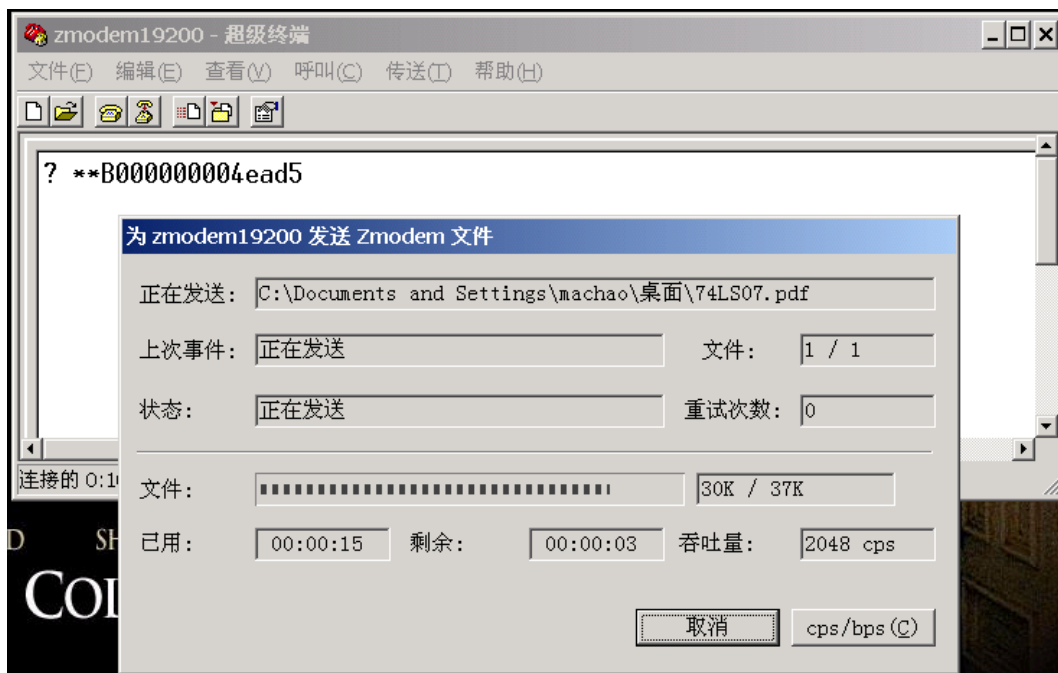 zmodem19200 - 超级终端
文件(F) 编辑(E) 查看(V) 呼叫(C) 传送(T) 帮助(H)
? **B000000004ead5
为 zmodem19200 发送 Zmodem 文件
正在发送: C:\Documents and Settings\machao\桌面\74LS07.pdf
上次事件: 正在发送 文件: 1 / 1
状态: 正在发送 重试次数: 0
连接的 0:1
文件: 30K / 37K
已用: 00:00:15 剩余: 00:00:03 吞吐量: 2048 cps
D SH
COL
取消 cps/bps(C)